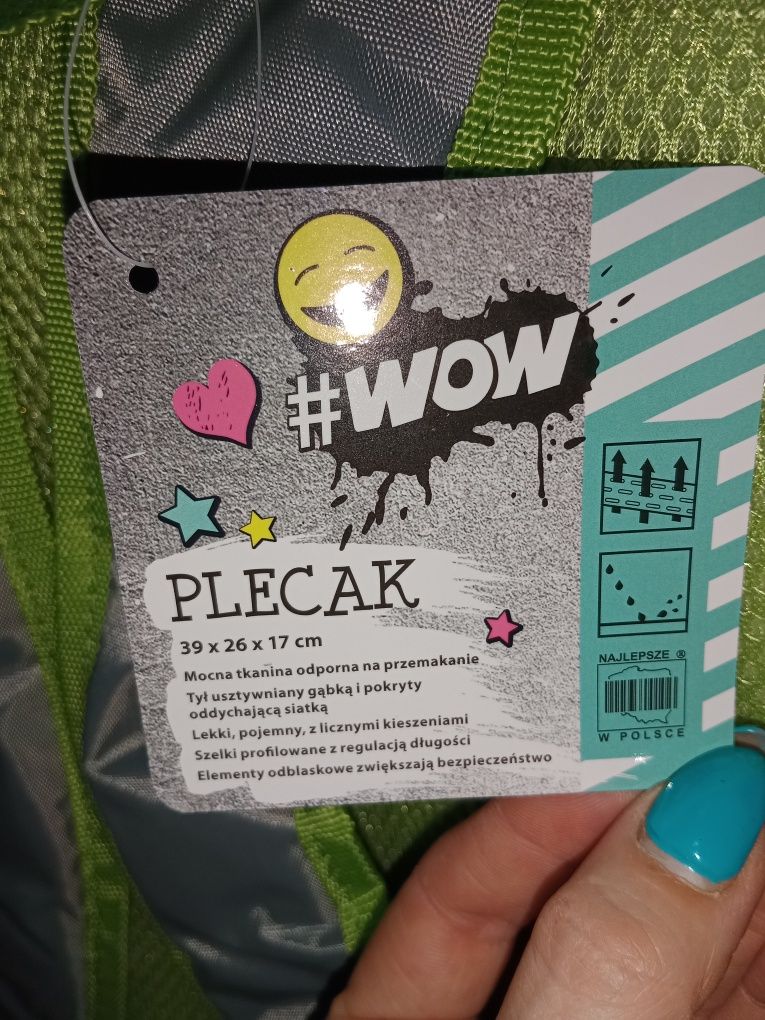 #WOW
PLECAK
39 x 26 x 17 cm
Mocna tkanina odporna na przemakanie
Tył usztywniany gąbką i pokryty
oddychającą siatką
Lekki, pojemny, z licznymi kieszeniami
Szelki profilowane z regulacją długości
Elementy odblaskowe zwiększają bezpieczeństwo
NAJLEPSZE ®
W POLSCE